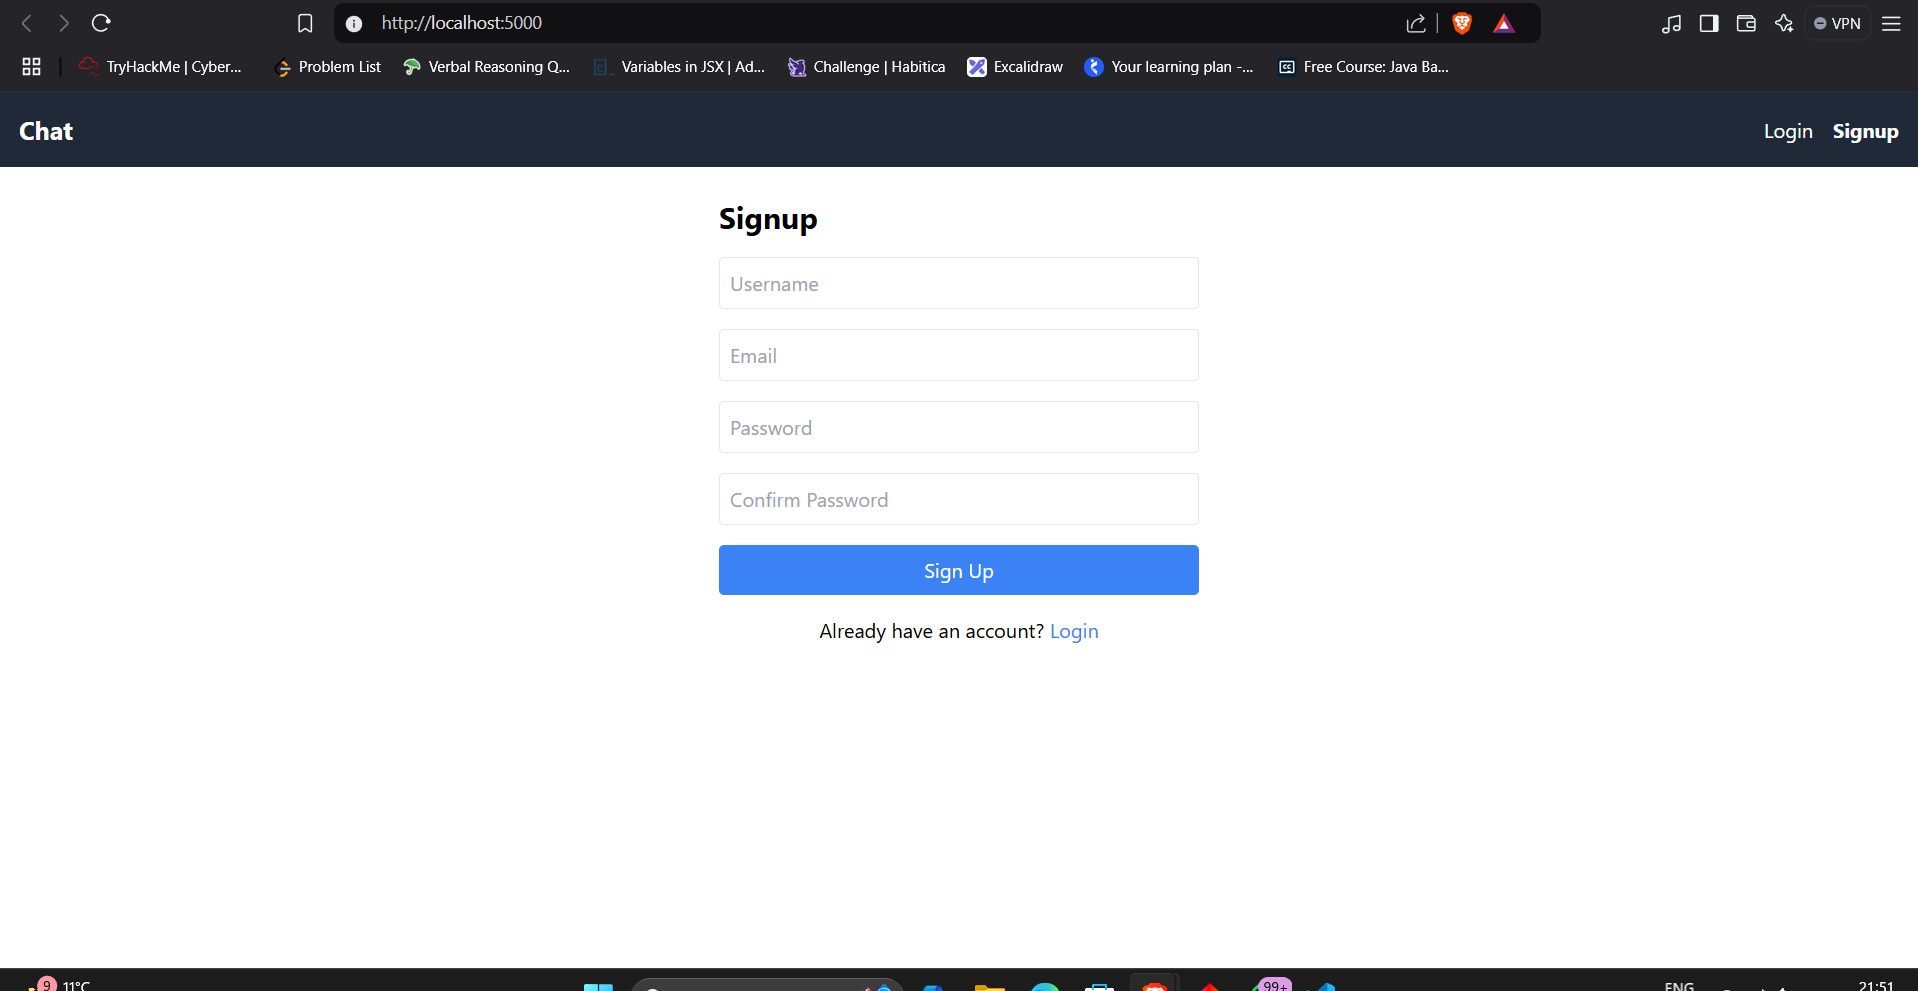 http://localhost:5000
VPN
TryHackMe | Cyber...
Problem List
Verbal Reasoning Q...
Variables in JSX | Ad...
Challenge | Habitica
Excalidraw
Your learning plan -...
Free Course: Java Ba...
Chat
Login
Signup
Signup
Username
Email
Password
Confirm Password
Sign Up
Already have an account? Login
9
11°C
99+
ENG
21:51